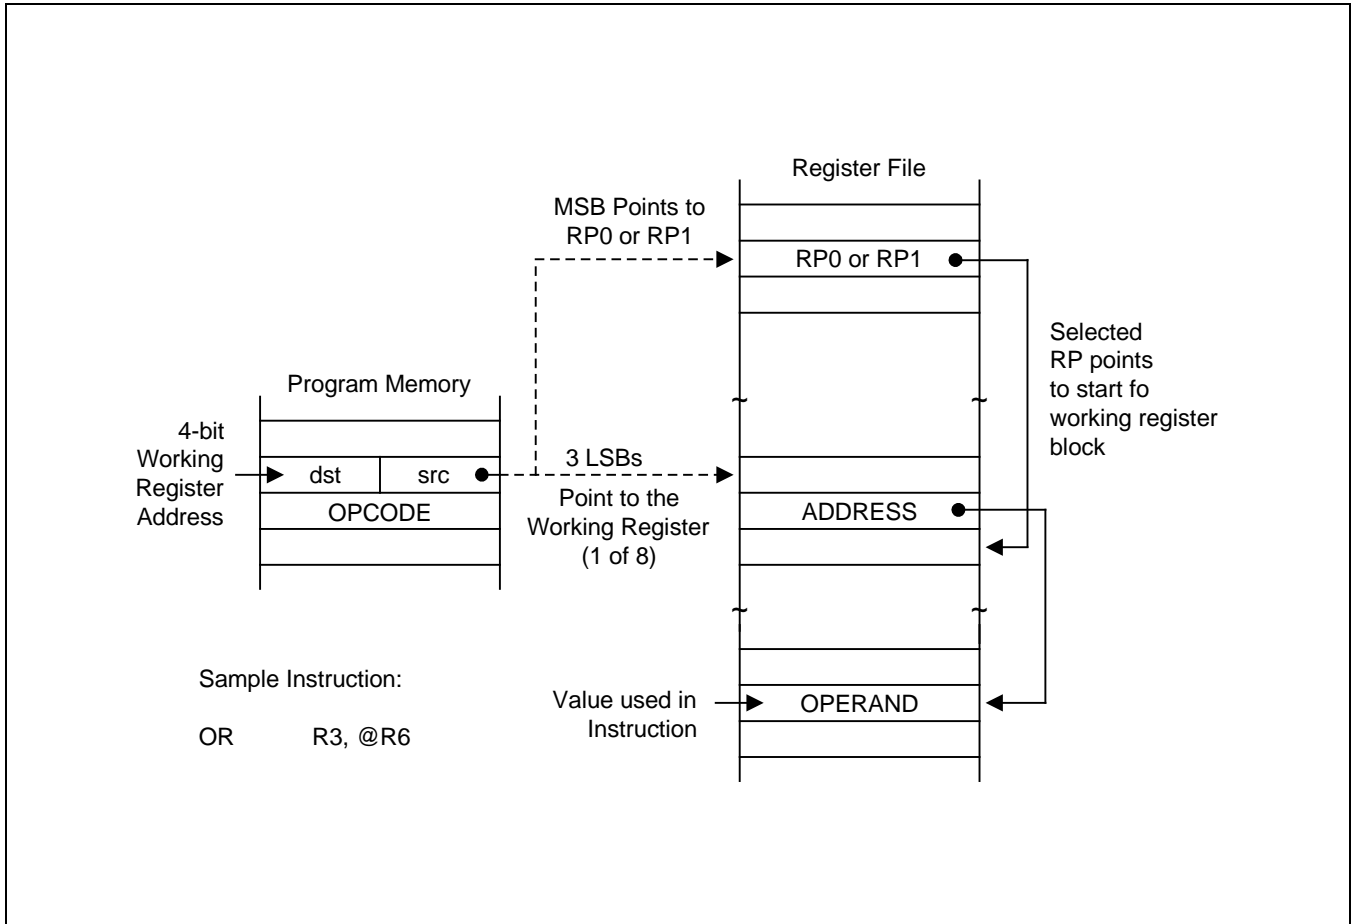 Register File
MSB Points to
RP0 or RP1
RP0 or RP1
Selected
RP points
to start fo
working register
block
Program Memory
4-bit
Working
Register
Address
dst
src
OPCODE
3 LSBs
Point to the
Working Register
(1 of 8)
ADDRESS
~
~
~
~
Sample Instruction:
OR R3, @R6
Value used in
Instruction
OPERAND